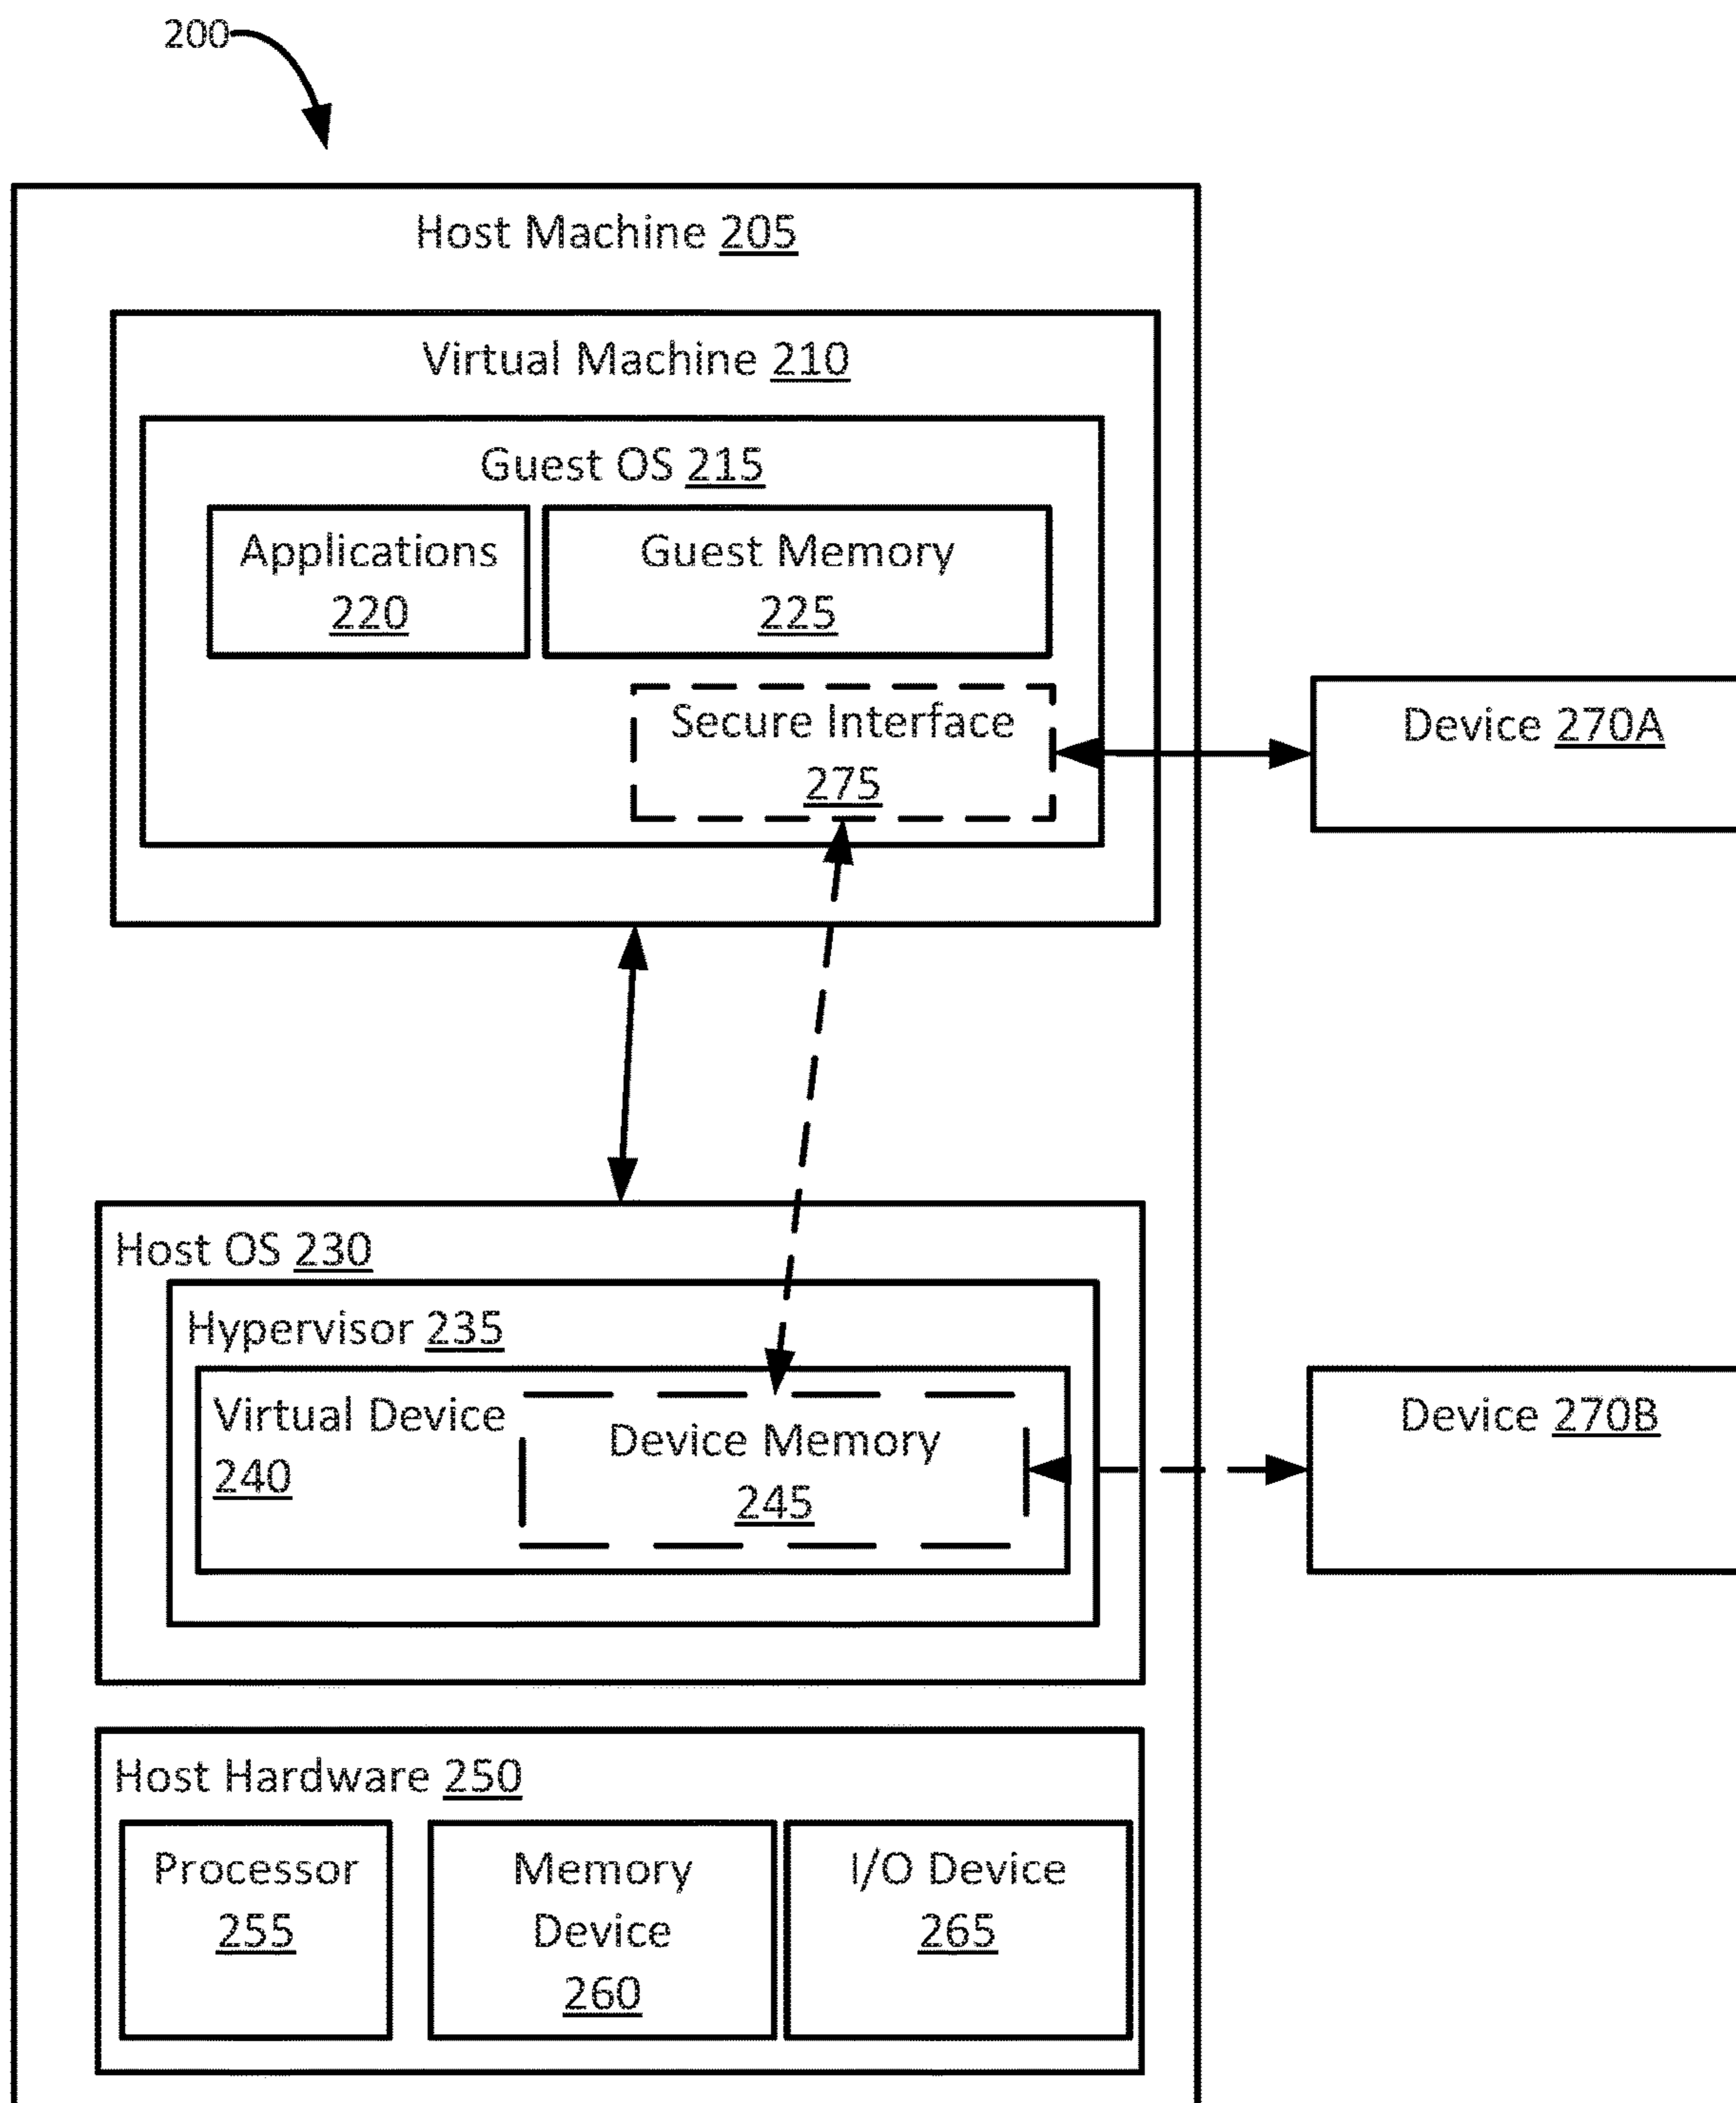 200
Host Machine 205
Virtual Machine 210
Guest OS 215
Applications
220
Guest Memory
225
Secure Interface
275
Device 270A
Host OS 230
Hypervisor 235
Virtual Device
240
Device Memory
245
Device 270B
Host Hardware 250
Processor
255
Memory
Device
260
I/O Device
265